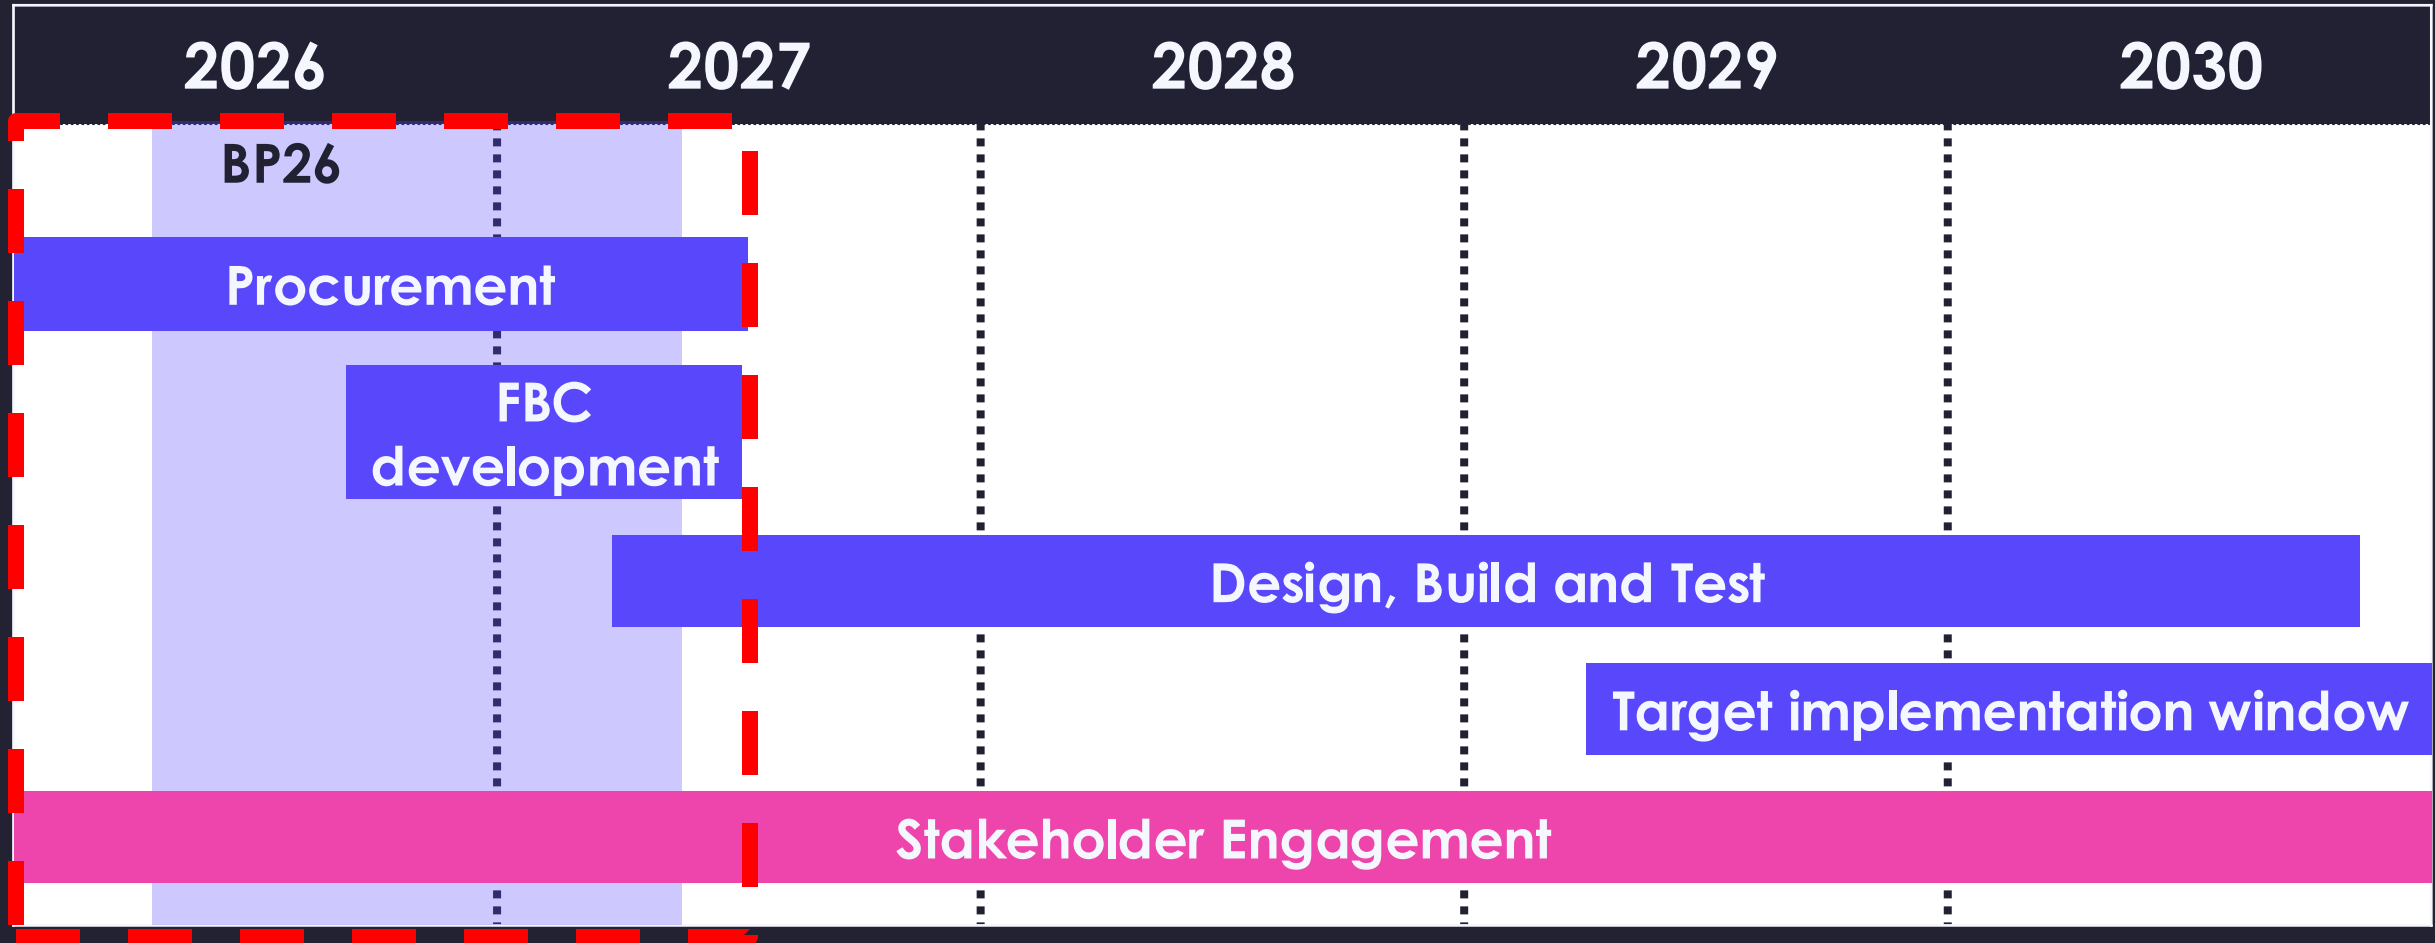 2026 2027 2028 2029 2030
BP26
Procurement
FBC
development
Design, Build and Test
Target implementation window
Stakeholder Engagement